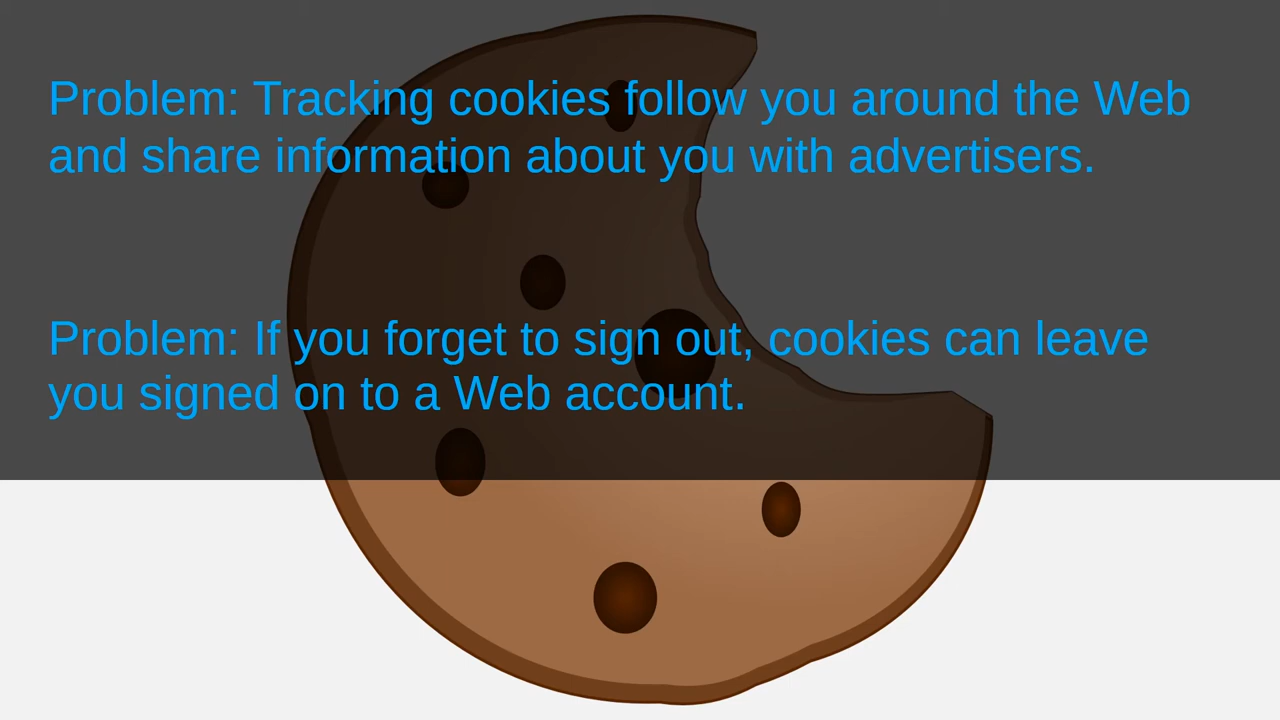 Problem: Tracking cookies follow you around the Web
and share information about you with advertisers.
Problem: If you forget to sign out, cookies can leave
you signed on to a Web account.